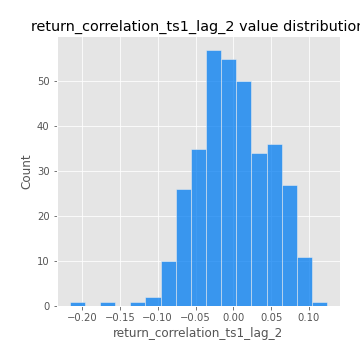 return_correlation_ts1_lag_2 value distribution
Count
50
40
30
20
10
0
−0.20 −0.15 −0.10 −0.05 0.00 0.05 0.10
return_correlation_ts1_lag_2